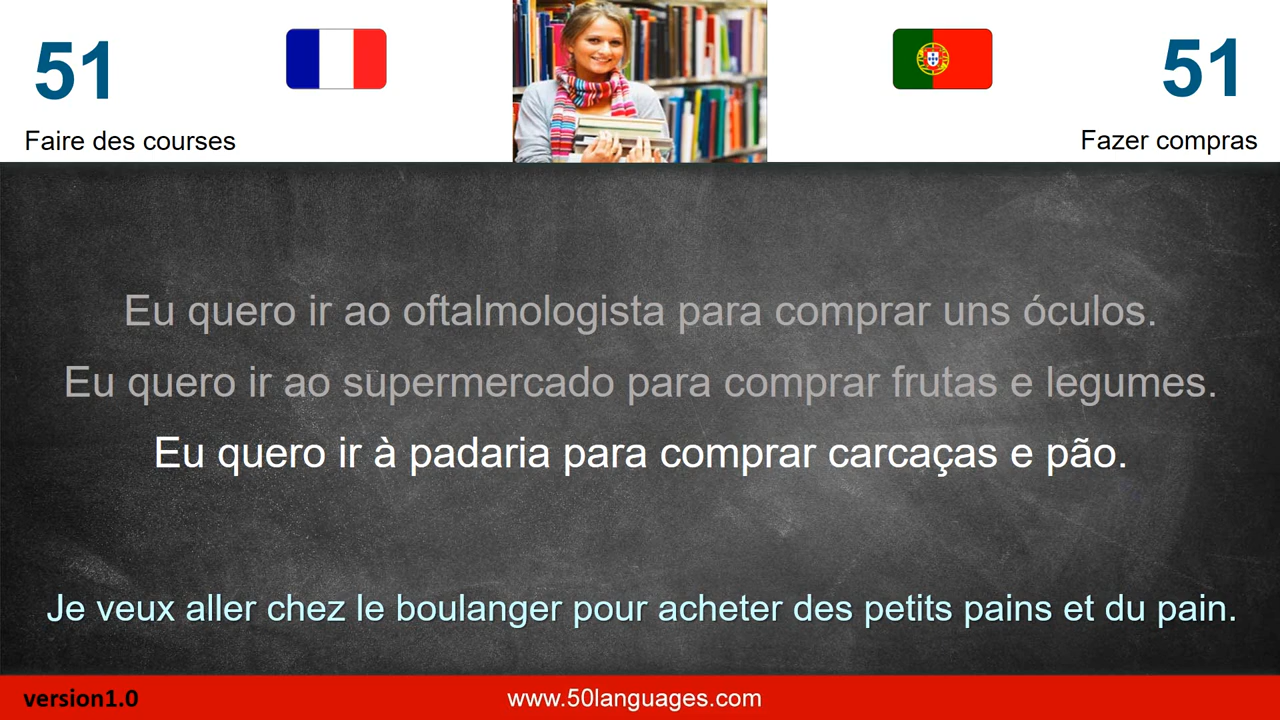 51
51
Faire des courses
Fazer compras
Eu quero ir ao oftalmologista para comprar uns óculos.
Eu quero ir ao supermercado para comprar frutas e legumes.
Eu quero ir à padaria para comprar carcaças e pão.
Je veux aller chez le boulanger pour acheter des petits pains et du pain.
version1.0
www.50languages.com